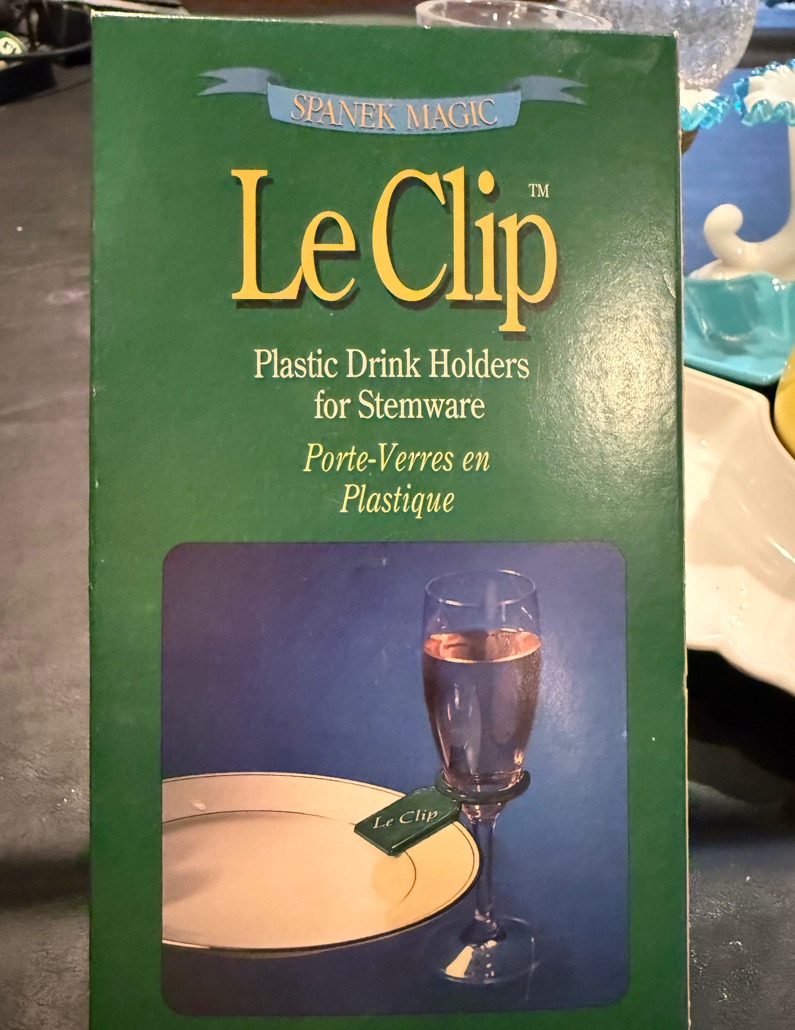 SPANEK MAGIC
Le Clip™
Plastic Drink Holders
for Stemware
Porte-Verres en
Plastique
Le Clip